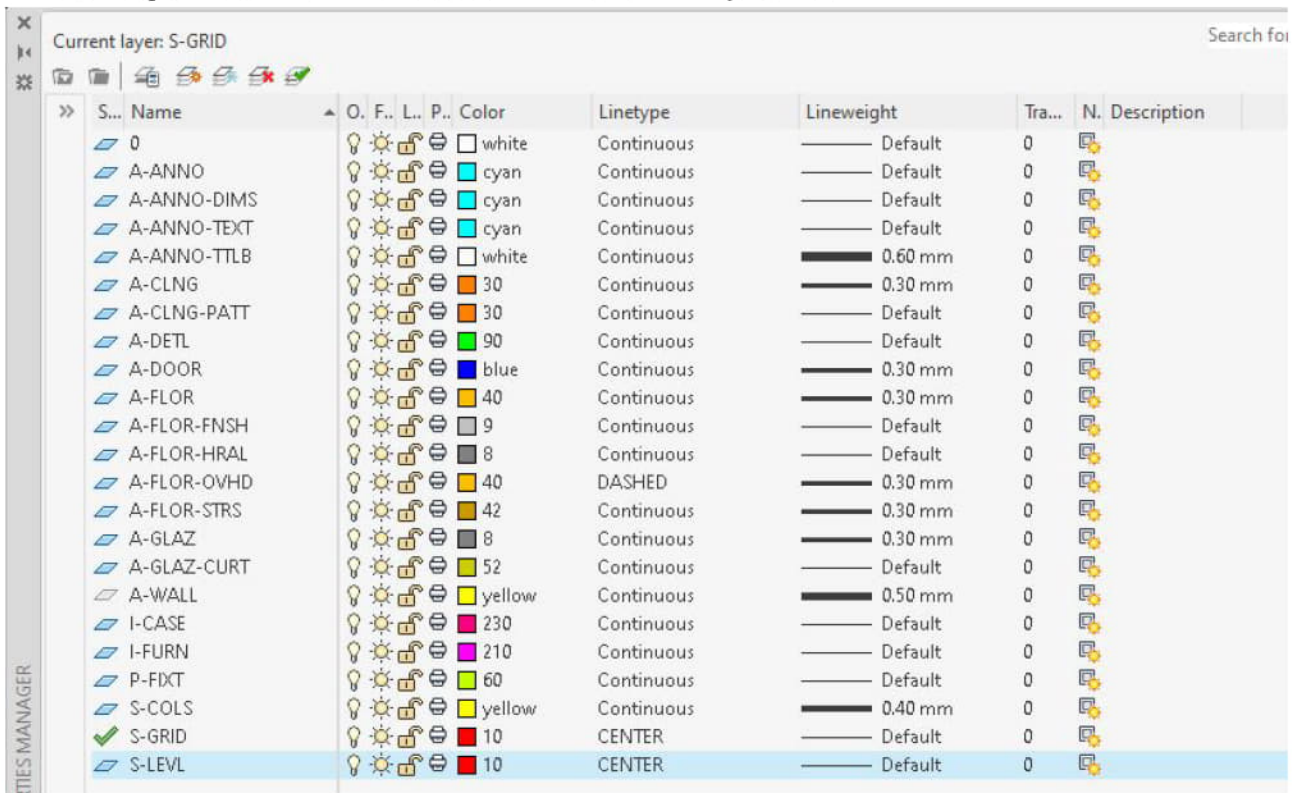 Current layer: S-GRID
Search for
S... Name O. F.. L.. P.. Color Linetype Lineweight Tra... N. Description
0 white Continuous Default 0
A-ANNO cyan Continuous Default 0
A-ANNO-DIMS cyan Continuous Default 0
A-ANNO-TEXT cyan Continuous Default 0
A-ANNO-TTLB white Continuous 0.60 mm 0
A-CLNG 30 Continuous 0.30 mm 0
A-CLNG-PATT 30 Continuous Default 0
A-DETL 90 Continuous Default 0
A-DOOR blue Continuous 0.30 mm 0
A-FLOR 40 Continuous 0.30 mm 0
A-FLOR-FNSH 9 Continuous Default 0
A-FLOR-HRAL 8 Continuous Default 0
A-FLOR-OVHD 40 DASHED 0.30 mm 0
A-FLOR-STRS 42 Continuous 0.30 mm 0
A-GLAZ 8 Continuous 0.30 mm 0
A-GLAZ-CURT 52 Continuous Default 0
A-WALL yellow Continuous 0.50 mm 0
I-CASE 230 Continuous Default 0
I-FURN 210 Continuous Default 0
P-FIXT 60 Continuous Default 0
S-COLS yellow Continuous 0.40 mm 0
S-GRID 10 CENTER Default 0
S-LEVL 10 CENTER Default 0
RTIES MANAGER